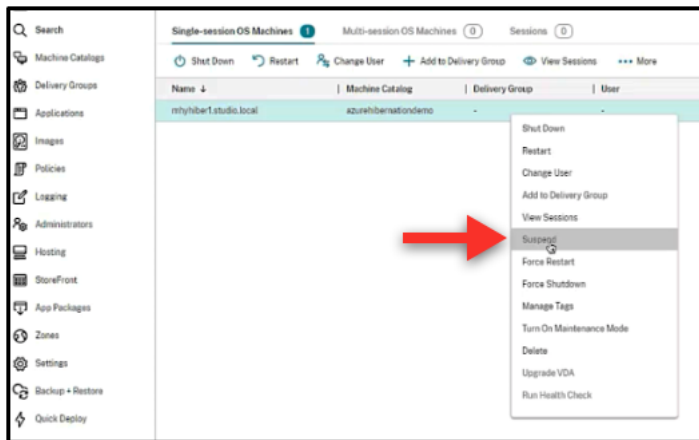 Search
Single-session OS Machines 1 Multi-session OS Machines (0) Sessions (0)
Machine Catalogs
Shut Down Restart Change User Add to Delivery Group View Sessions More
Delivery Groups
Name ↓ Machine Catalog Delivery Group User
Applications
mhyhiber1.studio.local azurehibernationdemo - -
Images
Policies
Logging
Administrators
Hosting
StoreFront
App Packages
Zones
Settings
Backup + Restore
Quick Deploy
Shut Down
Restart
Change User
Add to Delivery Group
View Sessions
Suspend
Force Restart
Force Shutdown
Manage Tags
Turn On Maintenance Mode
Delete
Upgrade VDA
Run Health Check